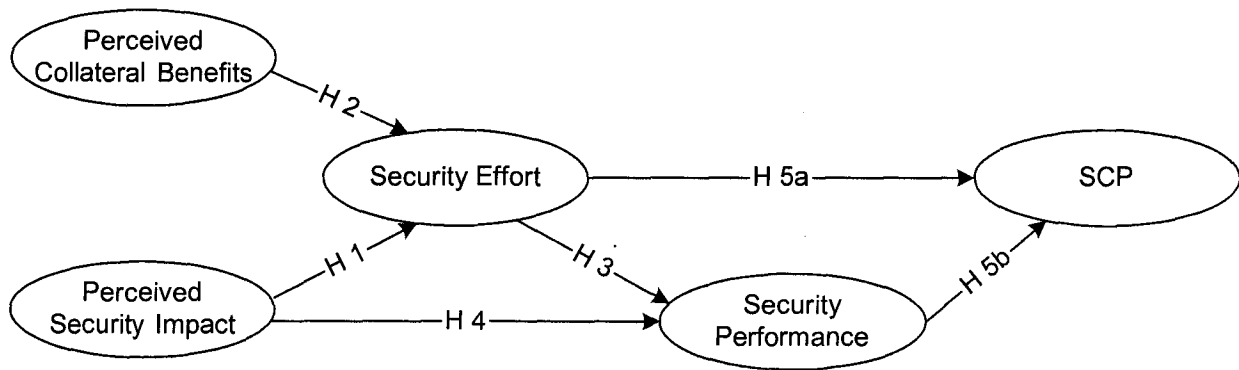 Perceived
Collateral Benefits
H 2
Security Effort
H 5a
SCP
H 1
H 3
H 5b
Perceived
Security Impact
H 4
Security
Performance